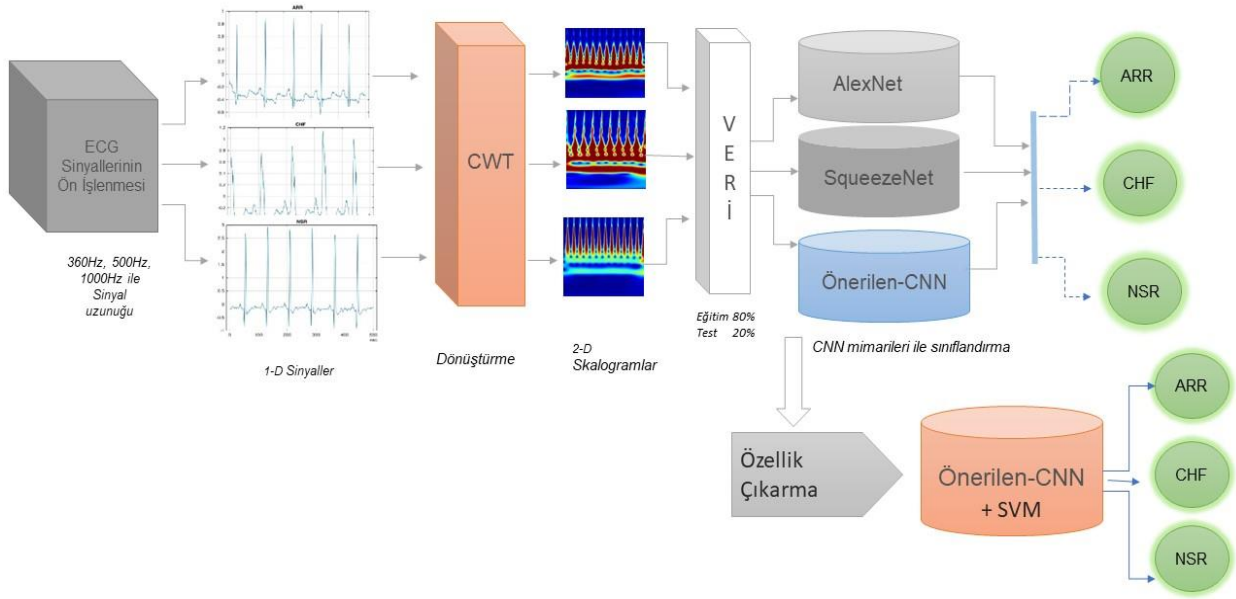 ECG
Sinyallerinin
Ön İşlenmesi
360Hz, 500Hz,
1000Hz ile
Sinyal
uzunuğu
ARR
CHF
NSR
1-D Sinyaller
CWT
Dönüştürme
2-D
Skalogramlar
V
E
R
İ
Eğitim 80%
Test 20%
AlexNet
SqueezeNet
Önerilen-CNN
CNN mimarileri ile sınıflandırma
ARR
CHF
NSR
Özellik
Çıkarma
Önerilen-CNN
+ SVM
ARR
CHF
NSR